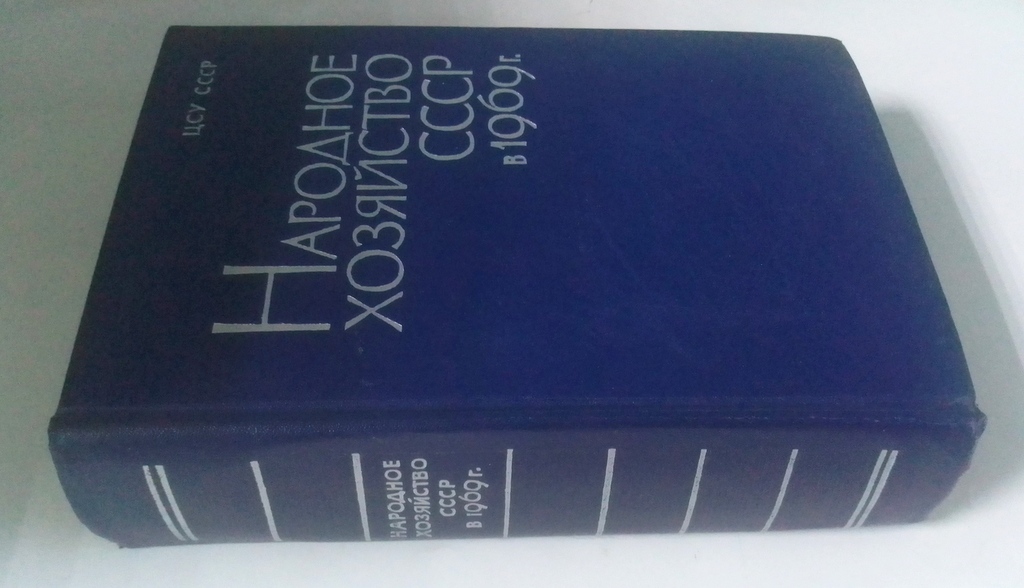 ЦСУ СССР
НАРОДНОЕ
ХОЗЯЙСТВО
СССР
в 1969 г.
НАРОДНОЕ
ХОЗЯЙСТВО
СССР
в 1969 г.